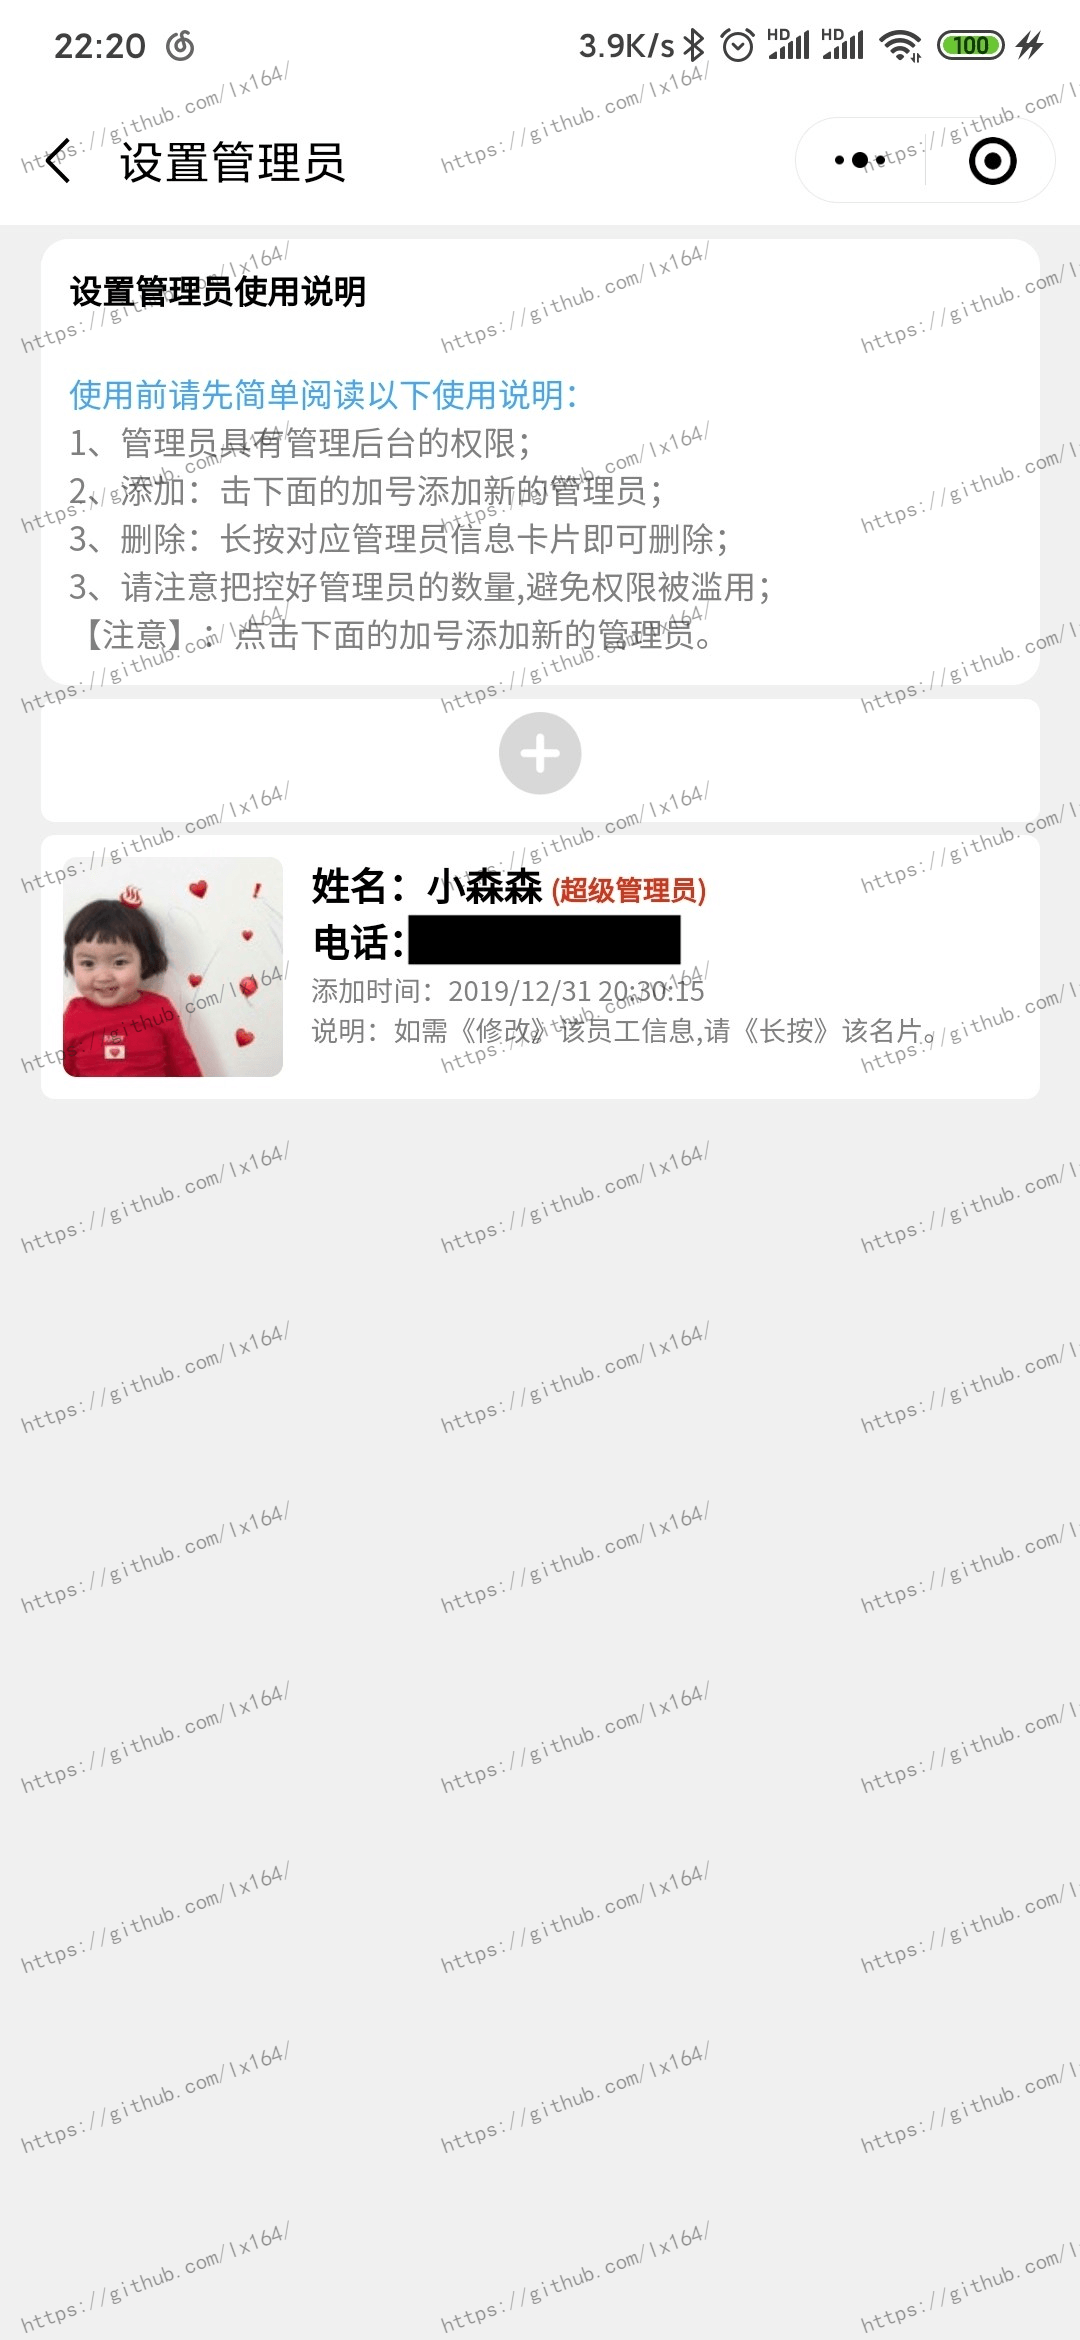 22:20 3.9K/s HD HD 100
设置管理员
设置管理员使用说明
使用前请先简单阅读以下使用说明：
1、管理员具有管理后台的权限；
2、添加：击下面的加号添加新的管理员；
3、删除：长按对应管理员信息卡片即可删除；
3、请注意把控好管理员的数量,避免权限被滥用；
【注意】：点击下面的加号添加新的管理员。
姓名：小森森 (超级管理员)
电话：
添加时间：2019/12/31 20:30:15
说明：如需《修改》该员工信息,请《长按》该名片。
https://github.com/lx164/